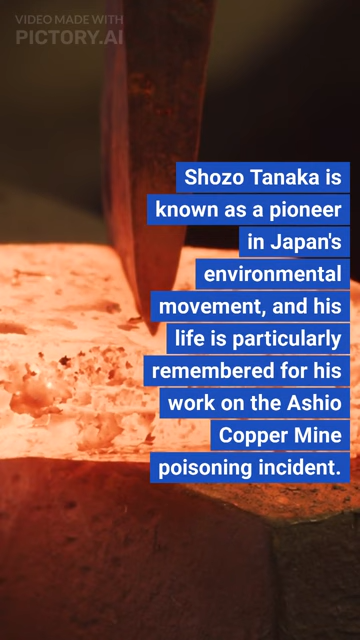 VIDEO MADE WITH
PICTORY.AI
Shozo Tanaka is
known as a pioneer
in Japan's
environmental
movement, and his
life is particularly
remembered for his
work on the Ashio
Copper Mine
poisoning incident.